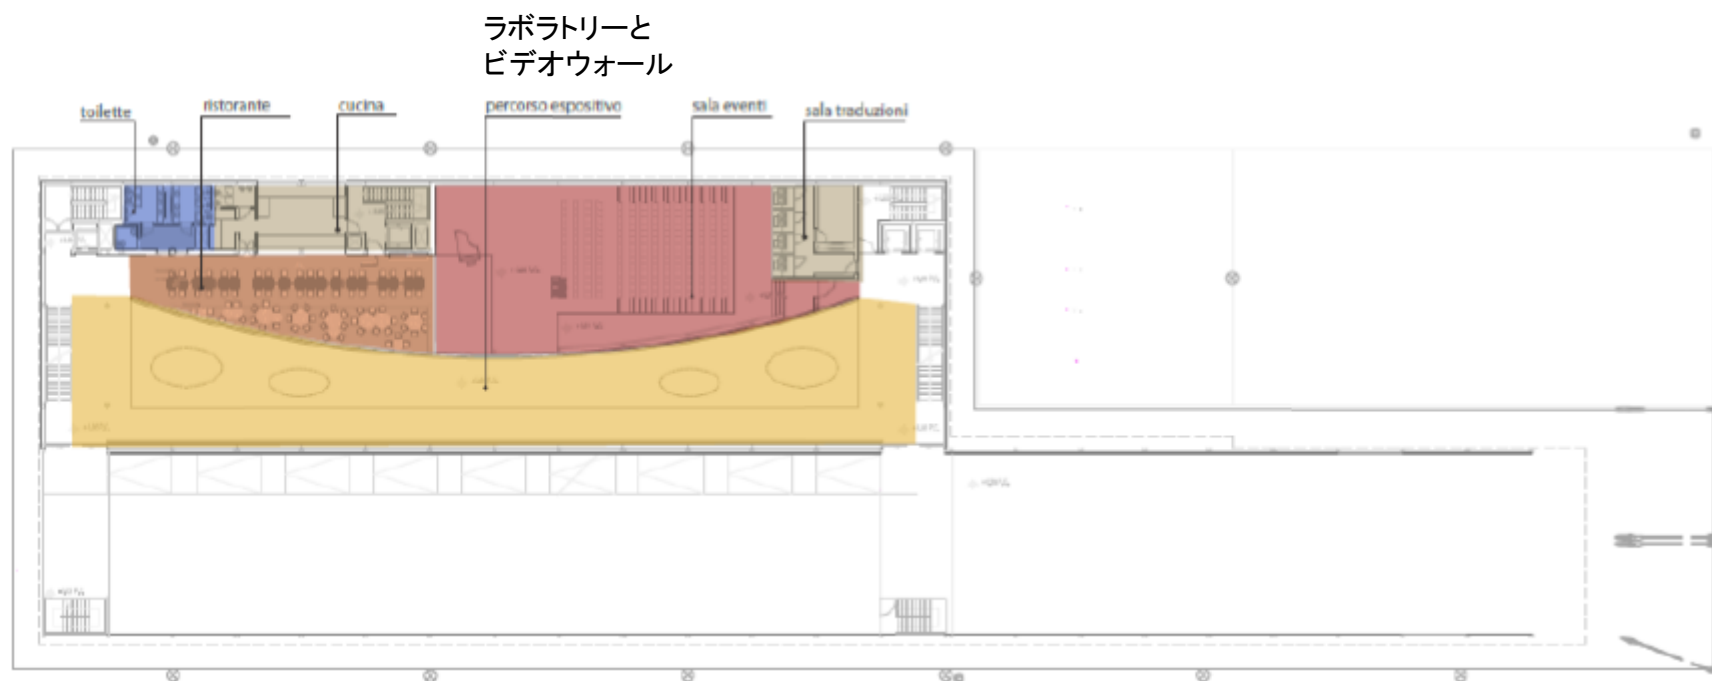 ラボラトリーと
ビデオウォール
toilette
ristorante
cucina
percorso espositivo
sala eventi
sala traduzioni